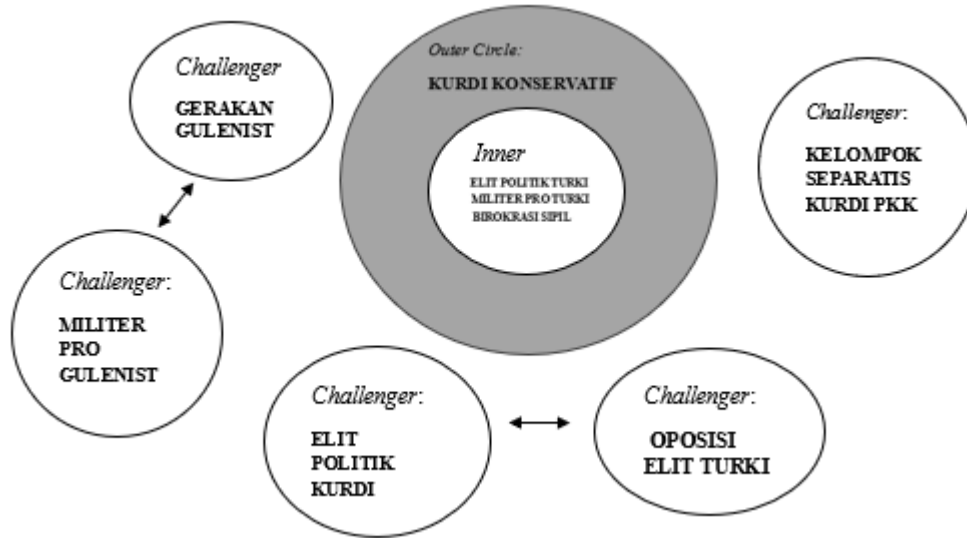 Challenger
GERAKAN
GULENIST
Outer Circle:
KURDI KONSERVATIF
Inner
ELIT POLITIK TURKI
MILITER PRO TURKI
BIROKRASI SIPIL
Challenger:
KELOMPOK
SEPARATIS
KURDI PKK
Challenger:
MILITER
PRO
GULENIST
Challenger:
ELIT
POLITIK
KURDI
Challenger:
OPOSISI
ELIT TURKI